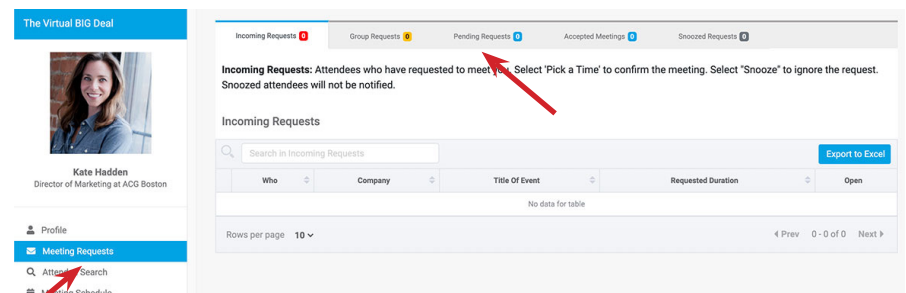 The Virtual BIG Deal
Incoming Requests 0
Group Requests 0
Pending Requests 0
Accepted Meetings 0
Snoozed Requests 0
Incoming Requests: Attendees who have requested to meet you. Select 'Pick a Time' to confirm the meeting. Select "Snooze" to ignore the request.
Snoozed attendees will not be notified.
Incoming Requests
Search in Incoming Requests
Export to Excel
Who
Company
Title Of Event
Requested Duration
Open
No data for table
Rows per page 10
Prev 0 - 0 of 0 Next
Kate Hadden
Director of Marketing at ACG Boston
Profile
Meeting Requests
Attendee Search
Meeting Schedule